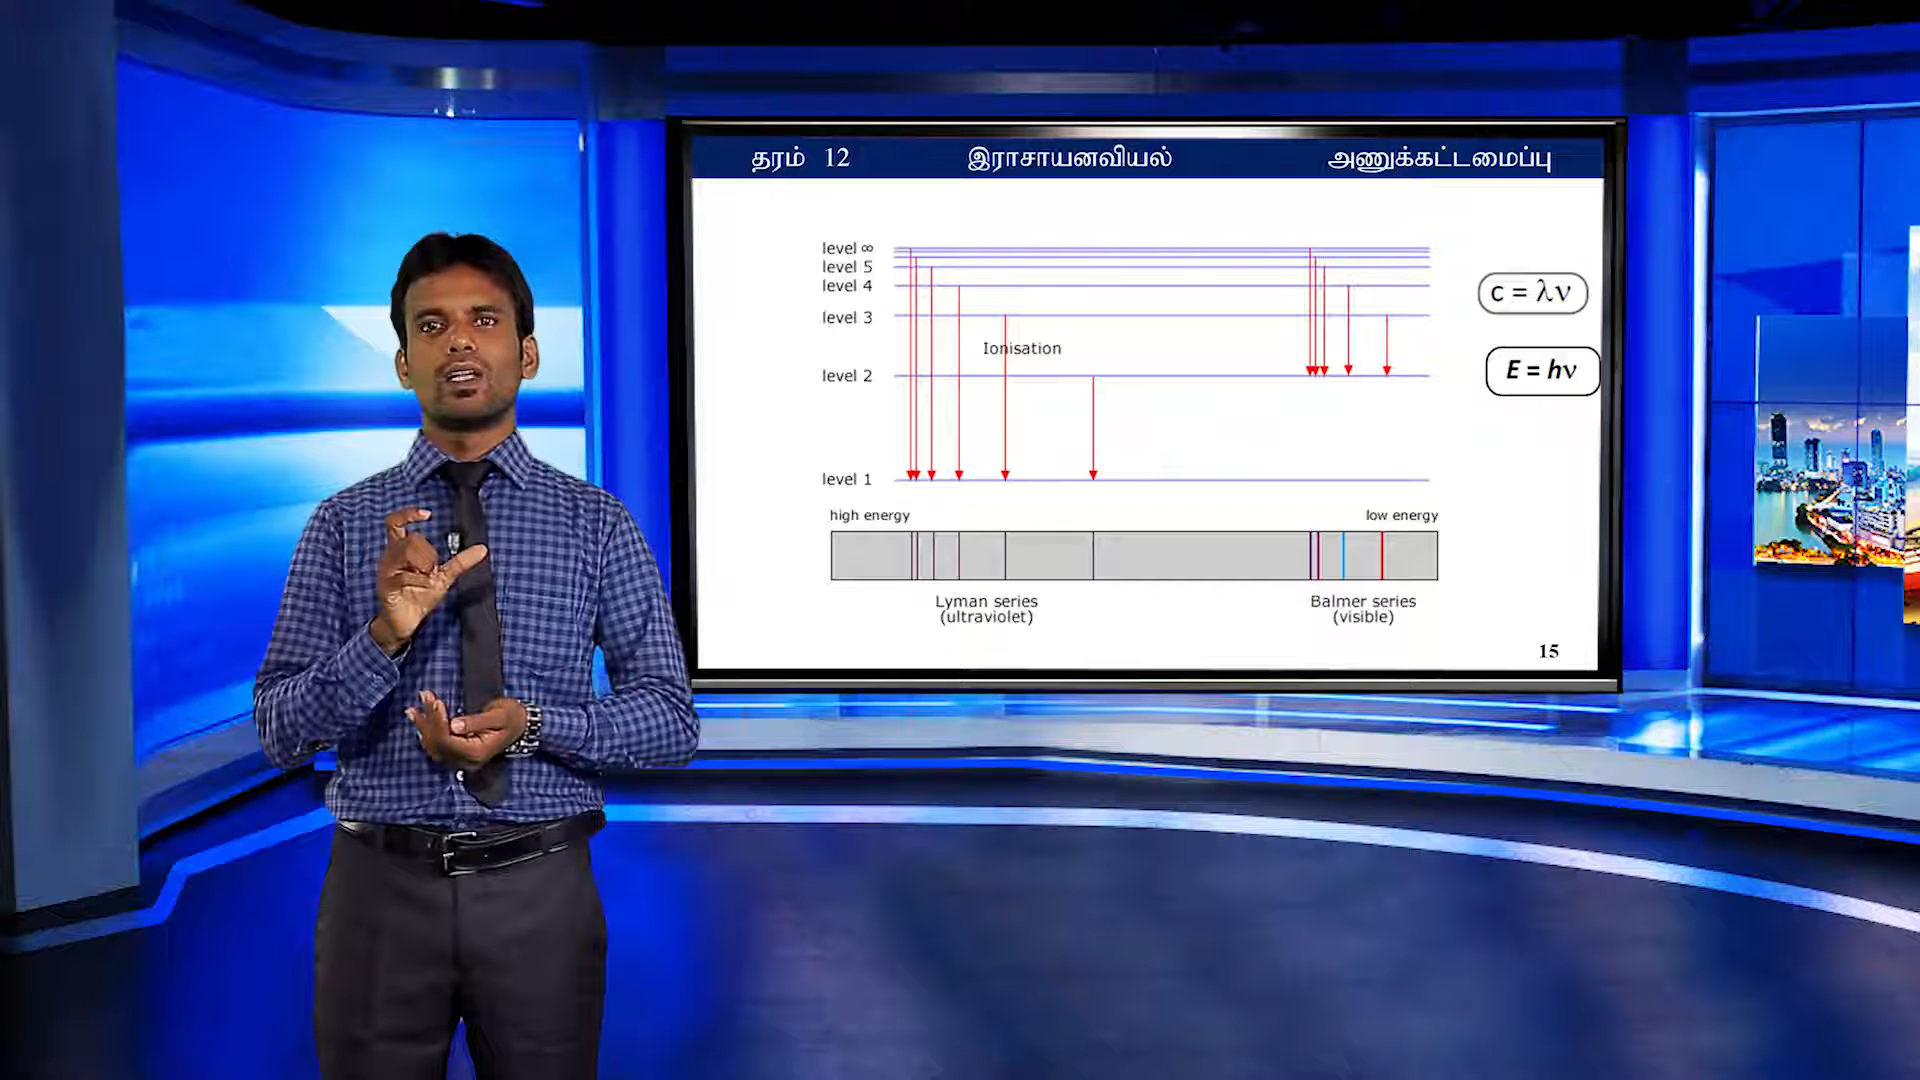 தரம் 12 இராசாயனவியல் அணுக்கட்டமைப்பு
level ∞
level 5
level 4
level 3
Ionisation
level 2
level 1
c = λν
E = hν
high energy low energy
Lyman series
(ultraviolet)
Balmer series
(visible)
15